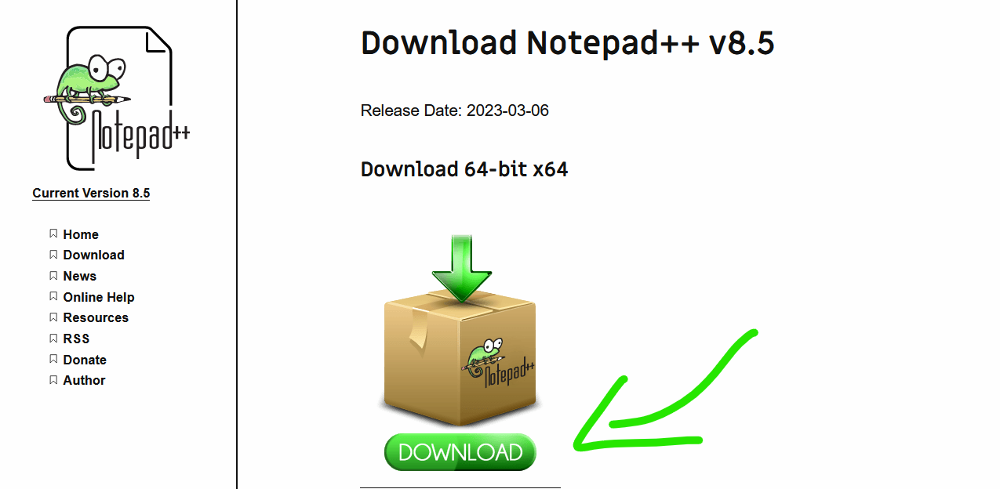 Notepad++
Current Version 8.5
Home
Download
News
Online Help
Resources
RSS
Donate
Author
Download Notepad++ v8.5
Release Date: 2023-03-06
Download 64-bit x64
Notepad++
DOWNLOAD